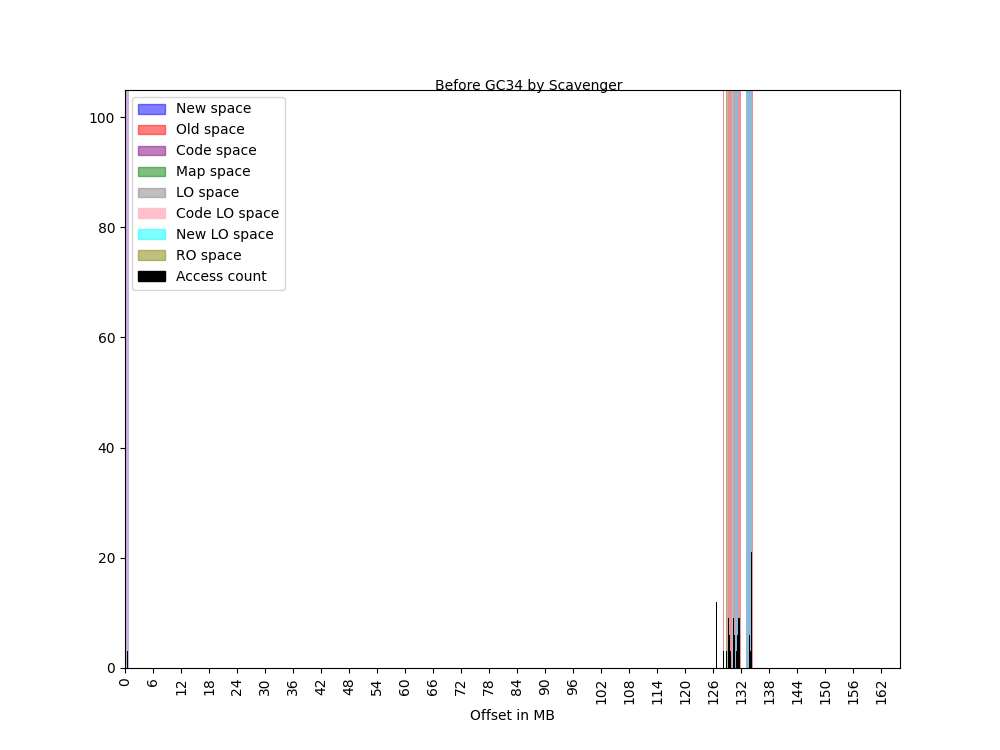 Before GC34 by Scavenger
New space
Old space
Code space
Map space
LO space
Code LO space
New LO space
RO space
Access count
100
80
60
40
20
0
0 6 12 18 24 30 36 42 48 54 60 66 72 78 84 90 96 102 108 114 120 126 132 138 144 150 156 162
Offset in MB